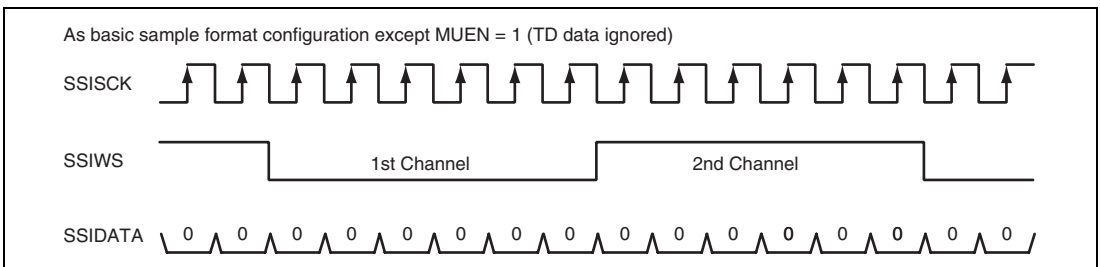 As basic sample format configuration except MUEN = 1 (TD data ignored)
SSISCK
SSIWS 1st Channel 2nd Channel
SSIDATA 0 0 0 0 0 0 0 0 0 0 0 0 0 0 0 0